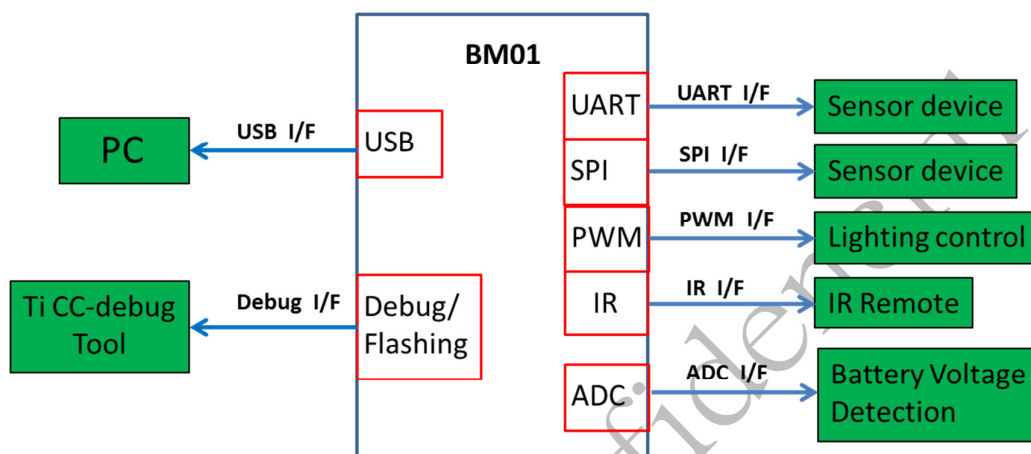 BM01
PC
USB I/F
USB
Ti CC-debug
Tool
Debug I/F
Debug/
Flashing
UART
UART I/F
Sensor device
SPI
SPI I/F
Sensor device
PWM
PWM I/F
Lighting control
IR
IR I/F
IR Remote
ADC
ADC I/F
Battery Voltage
Detection